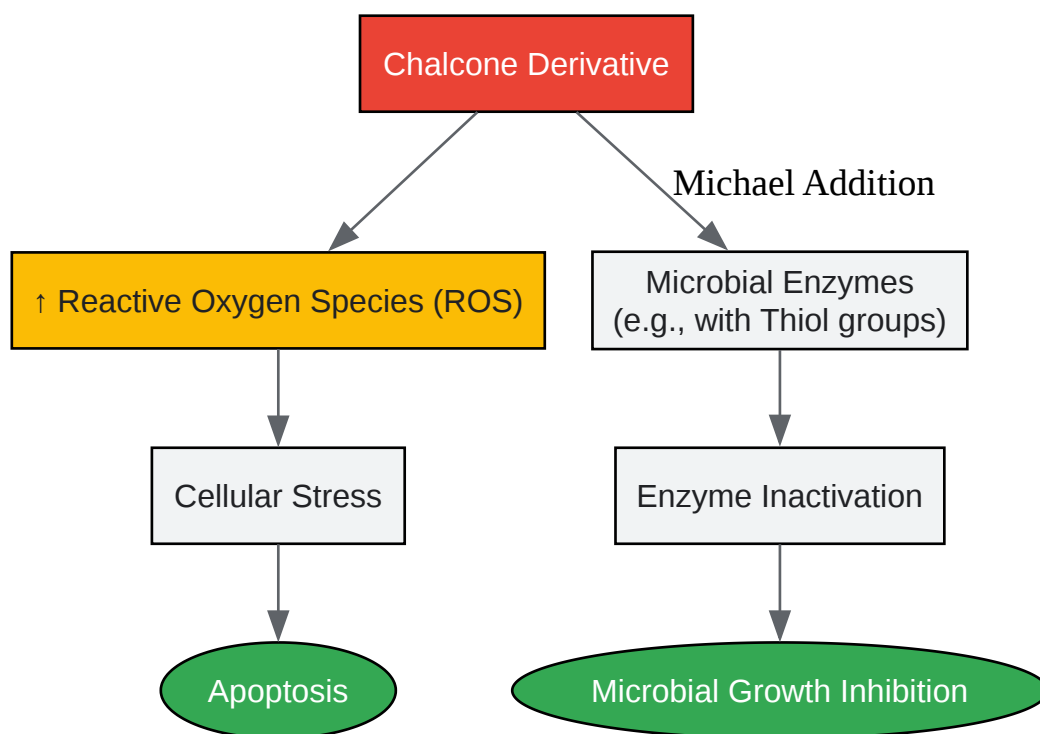 Chalcone Derivative
Michael Addition
↑ Reactive Oxygen Species (ROS)
Microbial Enzymes
(e.g., with Thiol groups)
Cellular Stress
Enzyme Inactivation
Apoptosis
Microbial Growth Inhibition